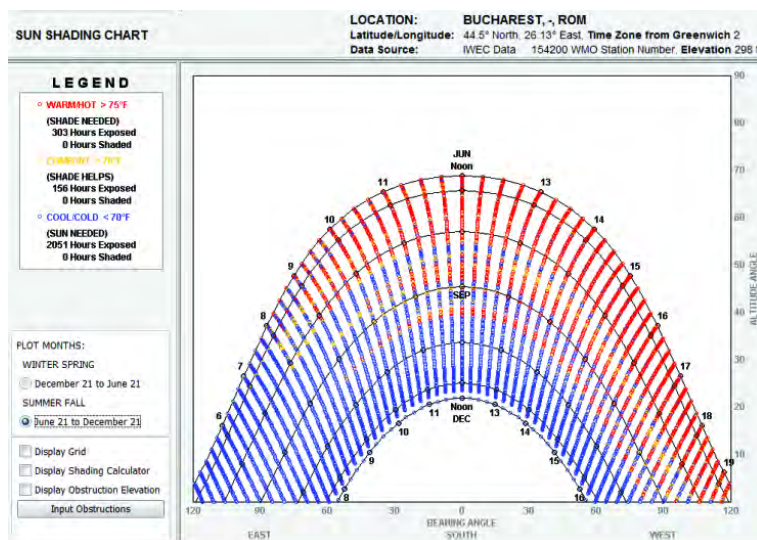 SUN SHADING CHART
LOCATION: BUCHAREST, -, ROM
Latitude/Longitude: 44.5° North, 26.13° East, Time Zone from Greenwich 2
Data Source: IWEC Data 154200 WMO Station Number, Elevation 298
LEGEND
WARM/HOT > 75°F
(SHADE NEEDED)
303 Hours Exposed
0 Hours Shaded
COMFORT > 70°F
(SHADE HELPS)
156 Hours Exposed
0 Hours Shaded
COOL/COLD < 70°F
(SUN NEEDED)
2051 Hours Exposed
0 Hours Shaded
PLOT MONTHS:
WINTER SPRING
December 21 to June 21
SUMMER FALL
June 21 to December 21
Display Grid
Display Shading Calculator
Display Obstruction Elevation
Input Obstructions
90
80
70
60
50
40
30
20
10
ALTITUDE ANGLE
JUN
Noon
11
13
10
14
9
15
8
16
7
17
6
18
19
SEP
Noon
DEC
11
13
10
14
9
15
8
16
120 90 60 30 0 30 60 90 120
BEARING ANGLE
EAST SOUTH WEST